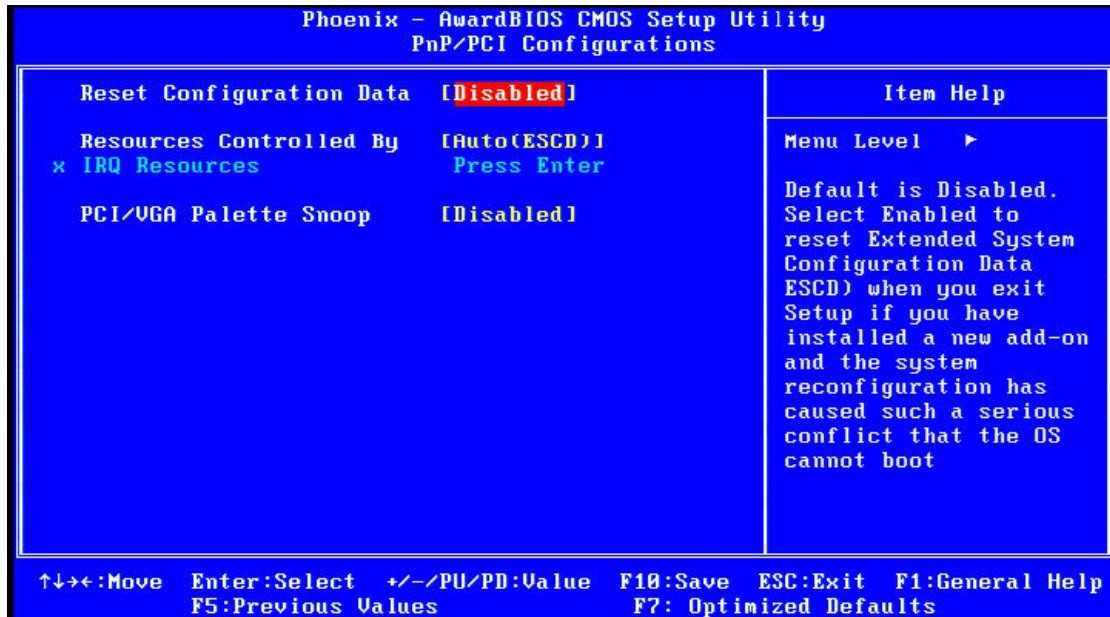 Phoenix - AwardBIOS CMOS Setup Utility
PnP/PCI Configurations
Reset Configuration Data [Disabled]
Resources Controlled By [Auto(ESCD)]
x IRQ Resources Press Enter
PCI/VGA Palette Snoop [Disabled]
Item Help
Menu Level ►
Default is Disabled.
Select Enabled to
reset Extended System
Configuration Data
ESCD) when you exit
Setup if you have
installed a new add-on
and the system
reconfiguration has
caused such a serious
conflict that the OS
cannot boot
↑↓→←:Move Enter:Select +/-/PU/PD:Value F10:Save ESC:Exit F1:General Help
F5:Previous Values F7: Optimized Defaults